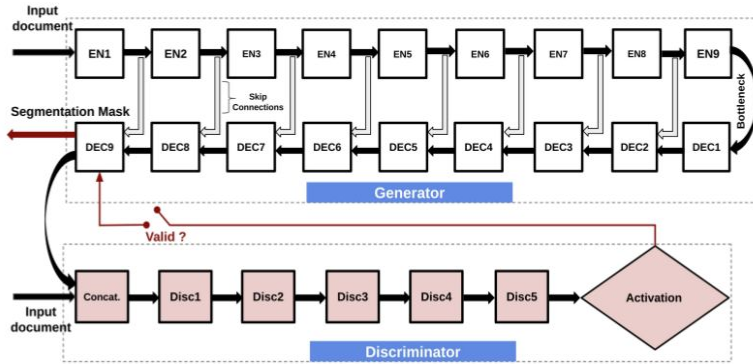 Input
document
EN1
EN2
EN3
EN4
EN5
EN6
EN7
EN8
EN9
Skip
Connections
Bottleneck
Segmentation Mask
DEC9
DEC8
DEC7
DEC6
DEC5
DEC4
DEC3
DEC2
DEC1
Generator
Valid ?
Concat.
Disc1
Disc2
Disc3
Disc4
Disc5
Activation
Input
document
Discriminator